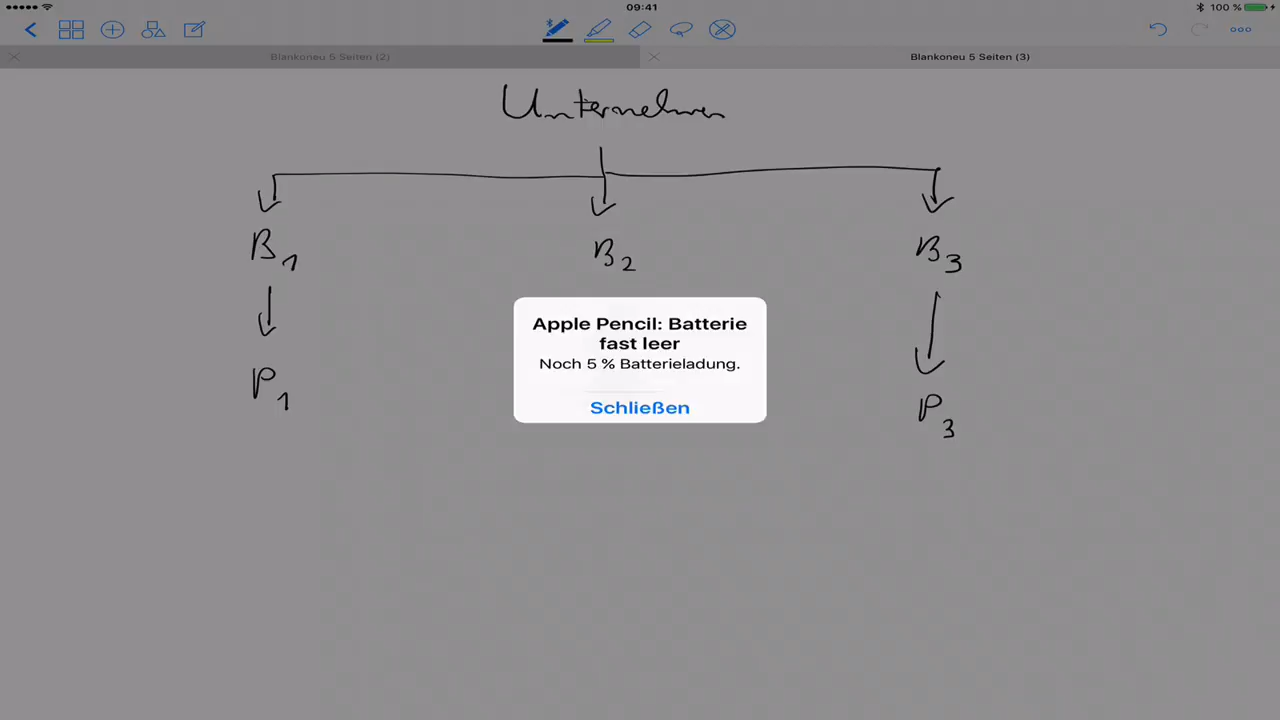 09:41
100 %
Blankoneu 5 Seiten (2)
Blankoneu 5 Seiten (3)
Unternehmen
B1
B2
B3
Apple Pencil: Batterie
fast leer
Noch 5 % Batterieladung.
Schließen
P1
P3